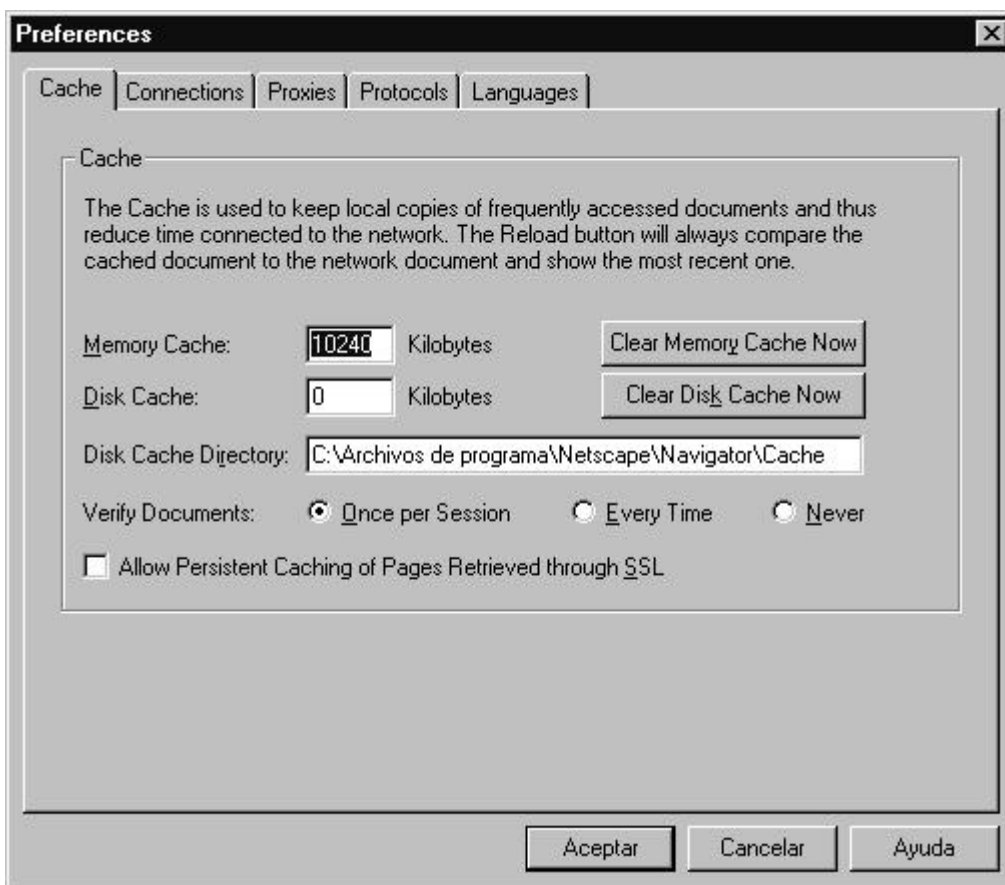 Preferences
Cache Connections Proxies Protocols Languages
Cache
The Cache is used to keep local copies of frequently accessed documents and thus
reduce time connected to the network. The Reload button will always compare the
cached document to the network document and show the most recent one.
Memory Cache: 10240 Kilobytes Clear Memory Cache Now
Disk Cache: 0 Kilobytes Clear Disk Cache Now
Disk Cache Directory: C:\Archivos de programa\Netscape\Navigator\Cache
Verify Documents: Once per Session Every Time Never
Allow Persistent Caching of Pages Retrieved through SSL
Aceptar Cancelar Ayuda